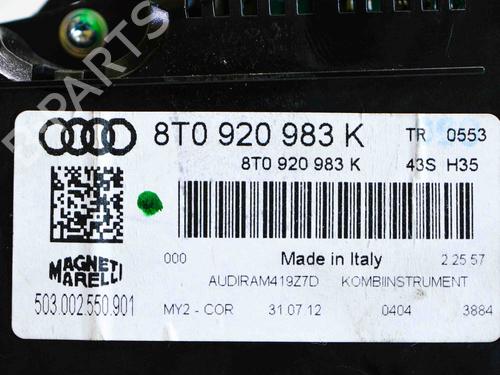 B-PARTS
8T0 920 983 K TR 0553
8T0 920 983 K 43S H35
000 Made in Italy 2 25 57
MAGNETI MARELLI
AUDIRAM419Z7D KOMBIINSTRUMENT
503.002.550.901 MY2 - COR 31 07 12 0404 3884